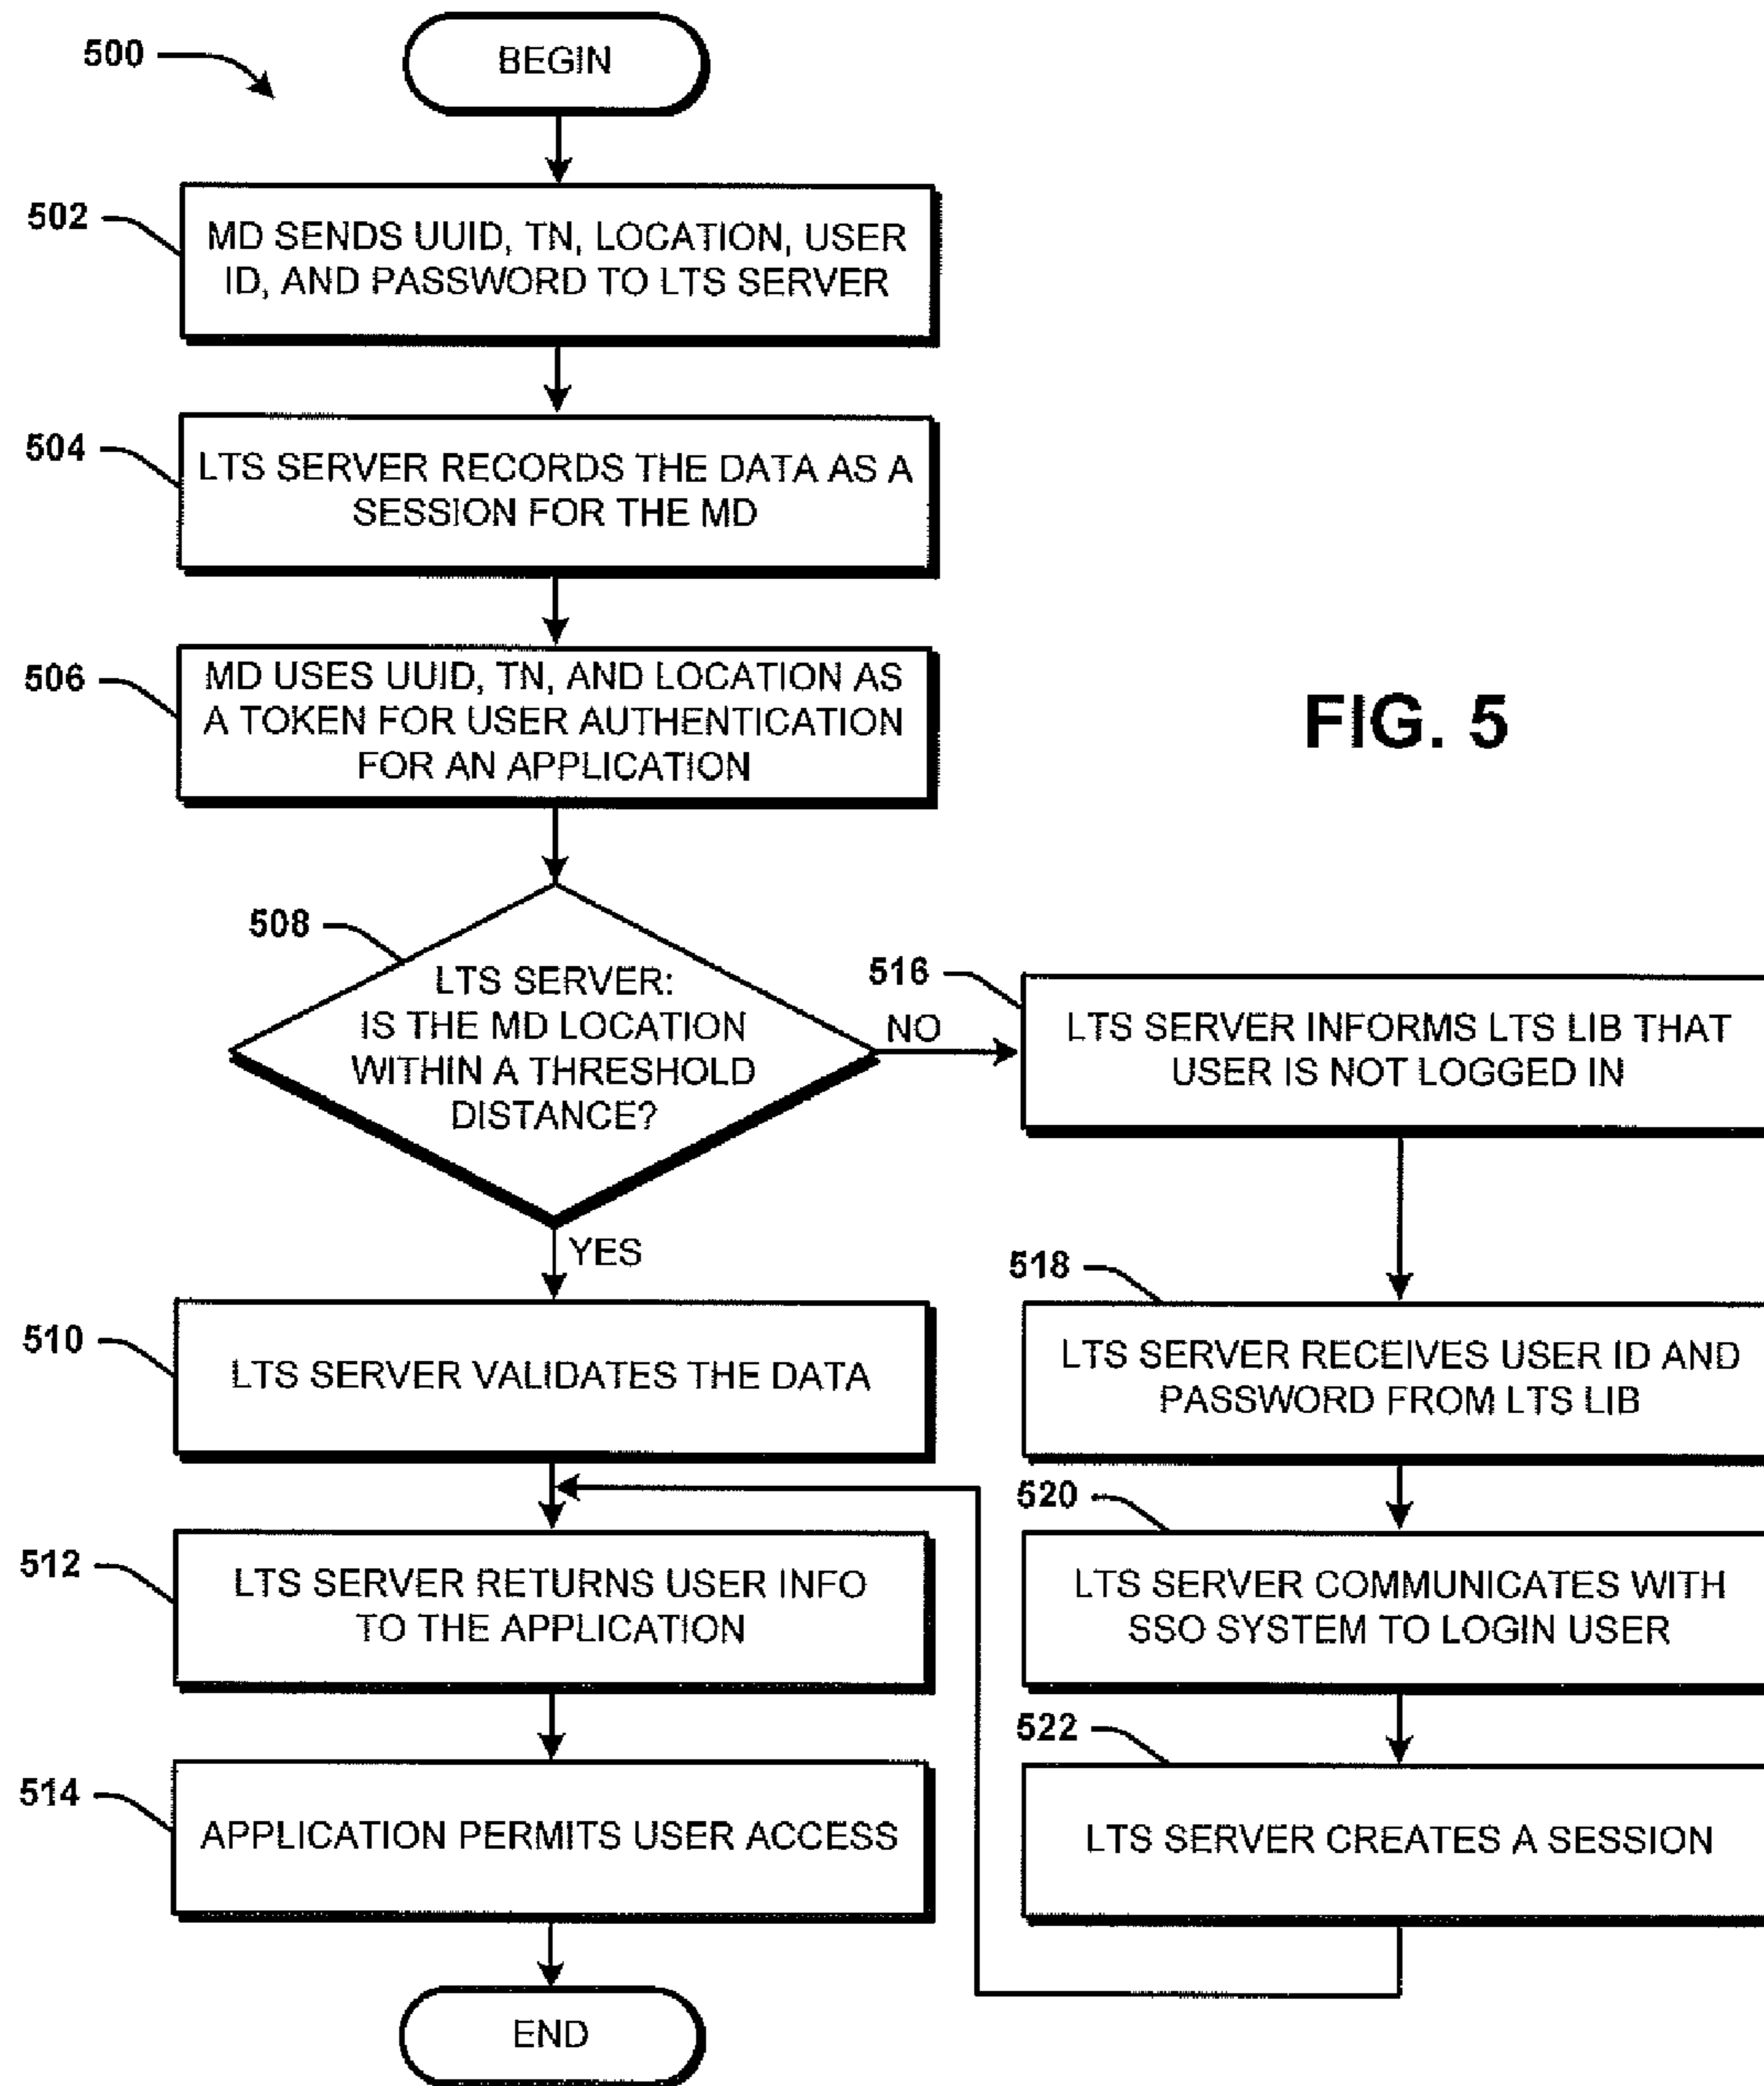 500
BEGIN
502
MD SENDS UUID, TN, LOCATION, USER
ID, AND PASSWORD TO LTS SERVER
504
LTS SERVER RECORDS THE DATA AS A
SESSION FOR THE MD
506
MD USES UUID, TN, AND LOCATION AS
A TOKEN FOR USER AUTHENTICATION
FOR AN APPLICATION
FIG. 5
508
LTS SERVER:
IS THE MD LOCATION
WITHIN A THRESHOLD
DISTANCE?
NO
YES
516
LTS SERVER INFORMS LTS LIB THAT
USER IS NOT LOGGED IN
510
LTS SERVER VALIDATES THE DATA
518
LTS SERVER RECEIVES USER ID AND
PASSWORD FROM LTS LIB
512
LTS SERVER RETURNS USER INFO
TO THE APPLICATION
520
LTS SERVER COMMUNICATES WITH
SSO SYSTEM TO LOGIN USER
514
APPLICATION PERMITS USER ACCESS
522
LTS SERVER CREATES A SESSION
END